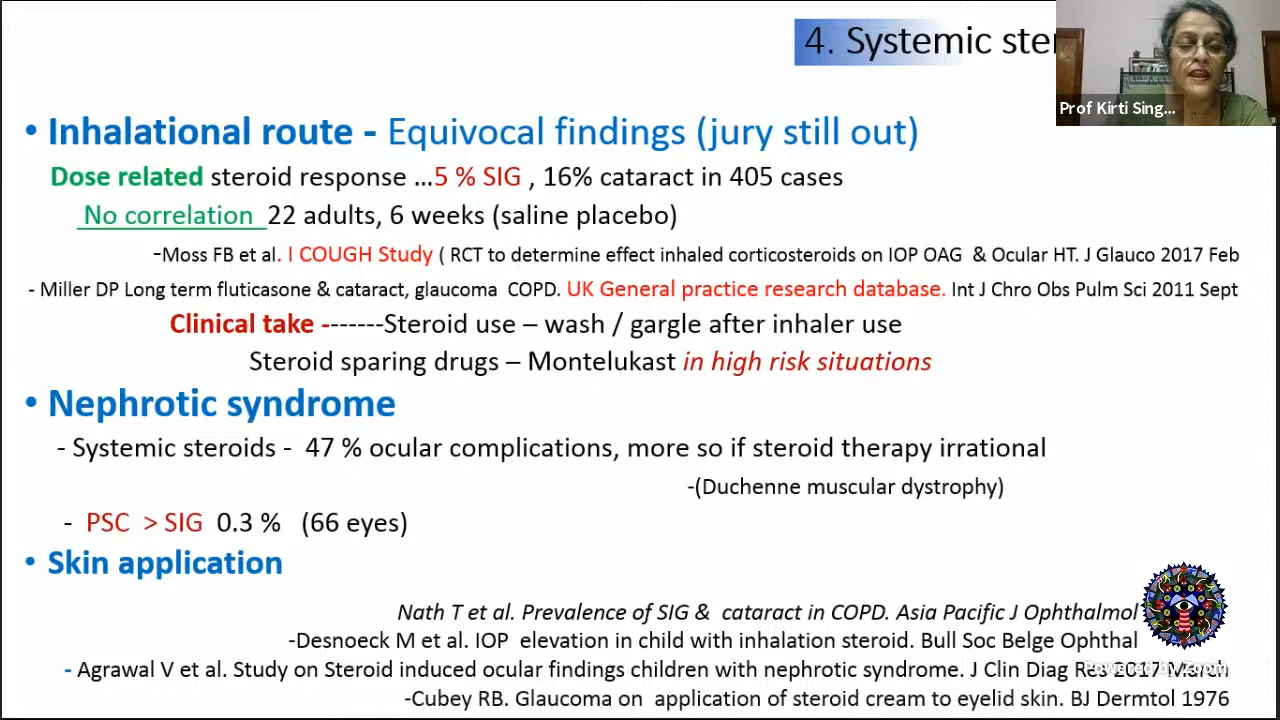 4. Systemic ste
Prof Kirti Sing...
• Inhalational route - Equivocal findings (jury still out)
Dose related steroid response ...5 % SIG , 16% cataract in 405 cases
No correlation 22 adults, 6 weeks (saline placebo)
-Moss FB et al. I COUGH Study ( RCT to determine effect inhaled corticosteroids on IOP OAG & Ocular HT. J Glauco 2017 Feb
- Miller DP Long term fluticasone & cataract, glaucoma COPD. UK General practice research database. Int J Chro Obs Pulm Sci 2011 Sept
Clinical take -------Steroid use – wash / gargle after inhaler use
Steroid sparing drugs – Montelukast in high risk situations
• Nephrotic syndrome
- Systemic steroids - 47 % ocular complications, more so if steroid therapy irrational
-(Duchenne muscular dystrophy)
- PSC > SIG 0.3 % (66 eyes)
• Skin application
Nath T et al. Prevalence of SIG & cataract in COPD. Asia Pacific J Ophthalmol
-Desnoeck M et al. IOP elevation in child with inhalation steroid. Bull Soc Belge Ophthal
- Agrawal V et al. Study on Steroid induced ocular findings children with nephrotic syndrome. J Clin Diag Res 2017 March
Powered by Zoom
-Cubey RB. Glaucoma on application of steroid cream to eyelid skin. BJ Dermtol 1976